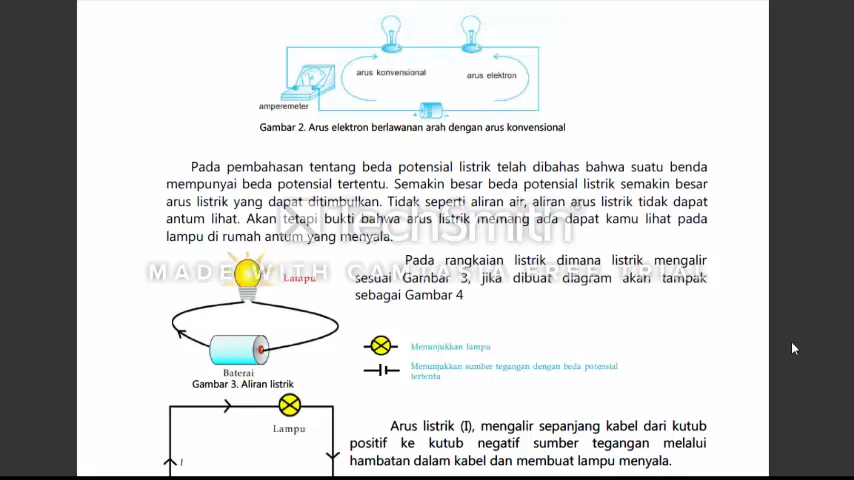 arus konvensional
arus elektron
amperemeter
+ −
Gambar 2. Arus elektron berlawanan arah dengan arus konvensional
Pada pembahasan tentang beda potensial listrik telah dibahas bahwa suatu benda
mempunyai beda potensial tertentu. Semakin besar beda potensial listrik semakin besar
arus listrik yang dapat ditimbulkan. Tidak seperti aliran air, aliran arus listrik tidak dapat
antum lihat. Akan tetapi bukti bahwa arus listrik memang ada dapat kamu lihat pada
lampu di rumah antum yang menyala.
TechSmith
MADE WITH CAMTASIA FREE TRIAL
Pada rangkaian listrik dimana listrik mengalir
sesuai Gambar 3, jika dibuat diagram akan tampak
sebagai Gambar 4
Lampu
Baterai
Gambar 3. Aliran listrik
Menunjukkan lampu
Menunjukkan sumber tegangan dengan beda potensial
tertentu
Lampu
I
Arus listrik (I), mengalir sepanjang kabel dari kutub
positif ke kutub negatif sumber tegangan melalui
hambatan dalam kabel dan membuat lampu menyala.